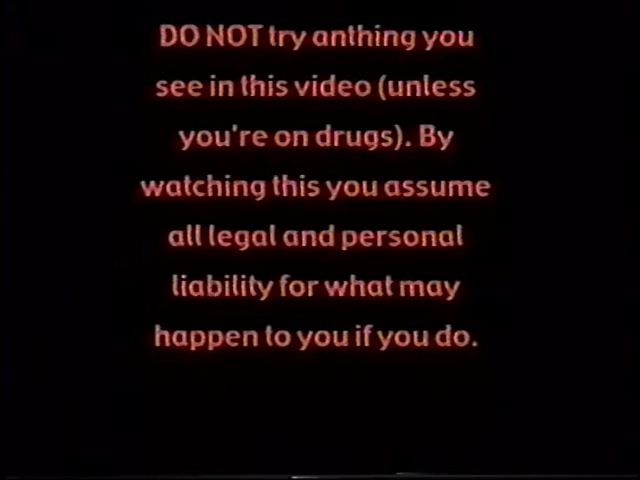 DO NOT try anthing you
see in this video (unless
you're on drugs). By
watching this you assume
all legal and personal
liability for what may
happen to you if you do.